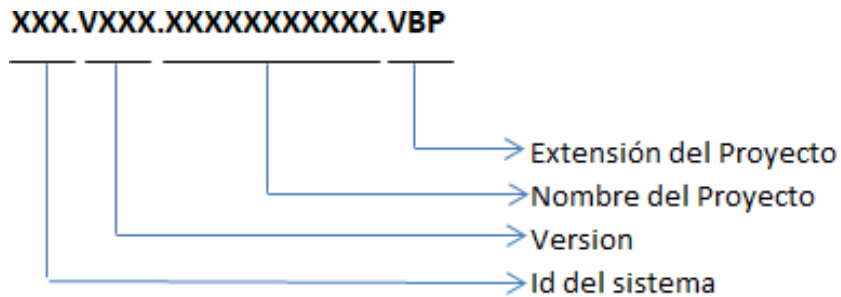 XXX.VXXX.XXXXXXXXXXX.VBP
Extensión del Proyecto
Nombre del Proyecto
Version
Id del sistema